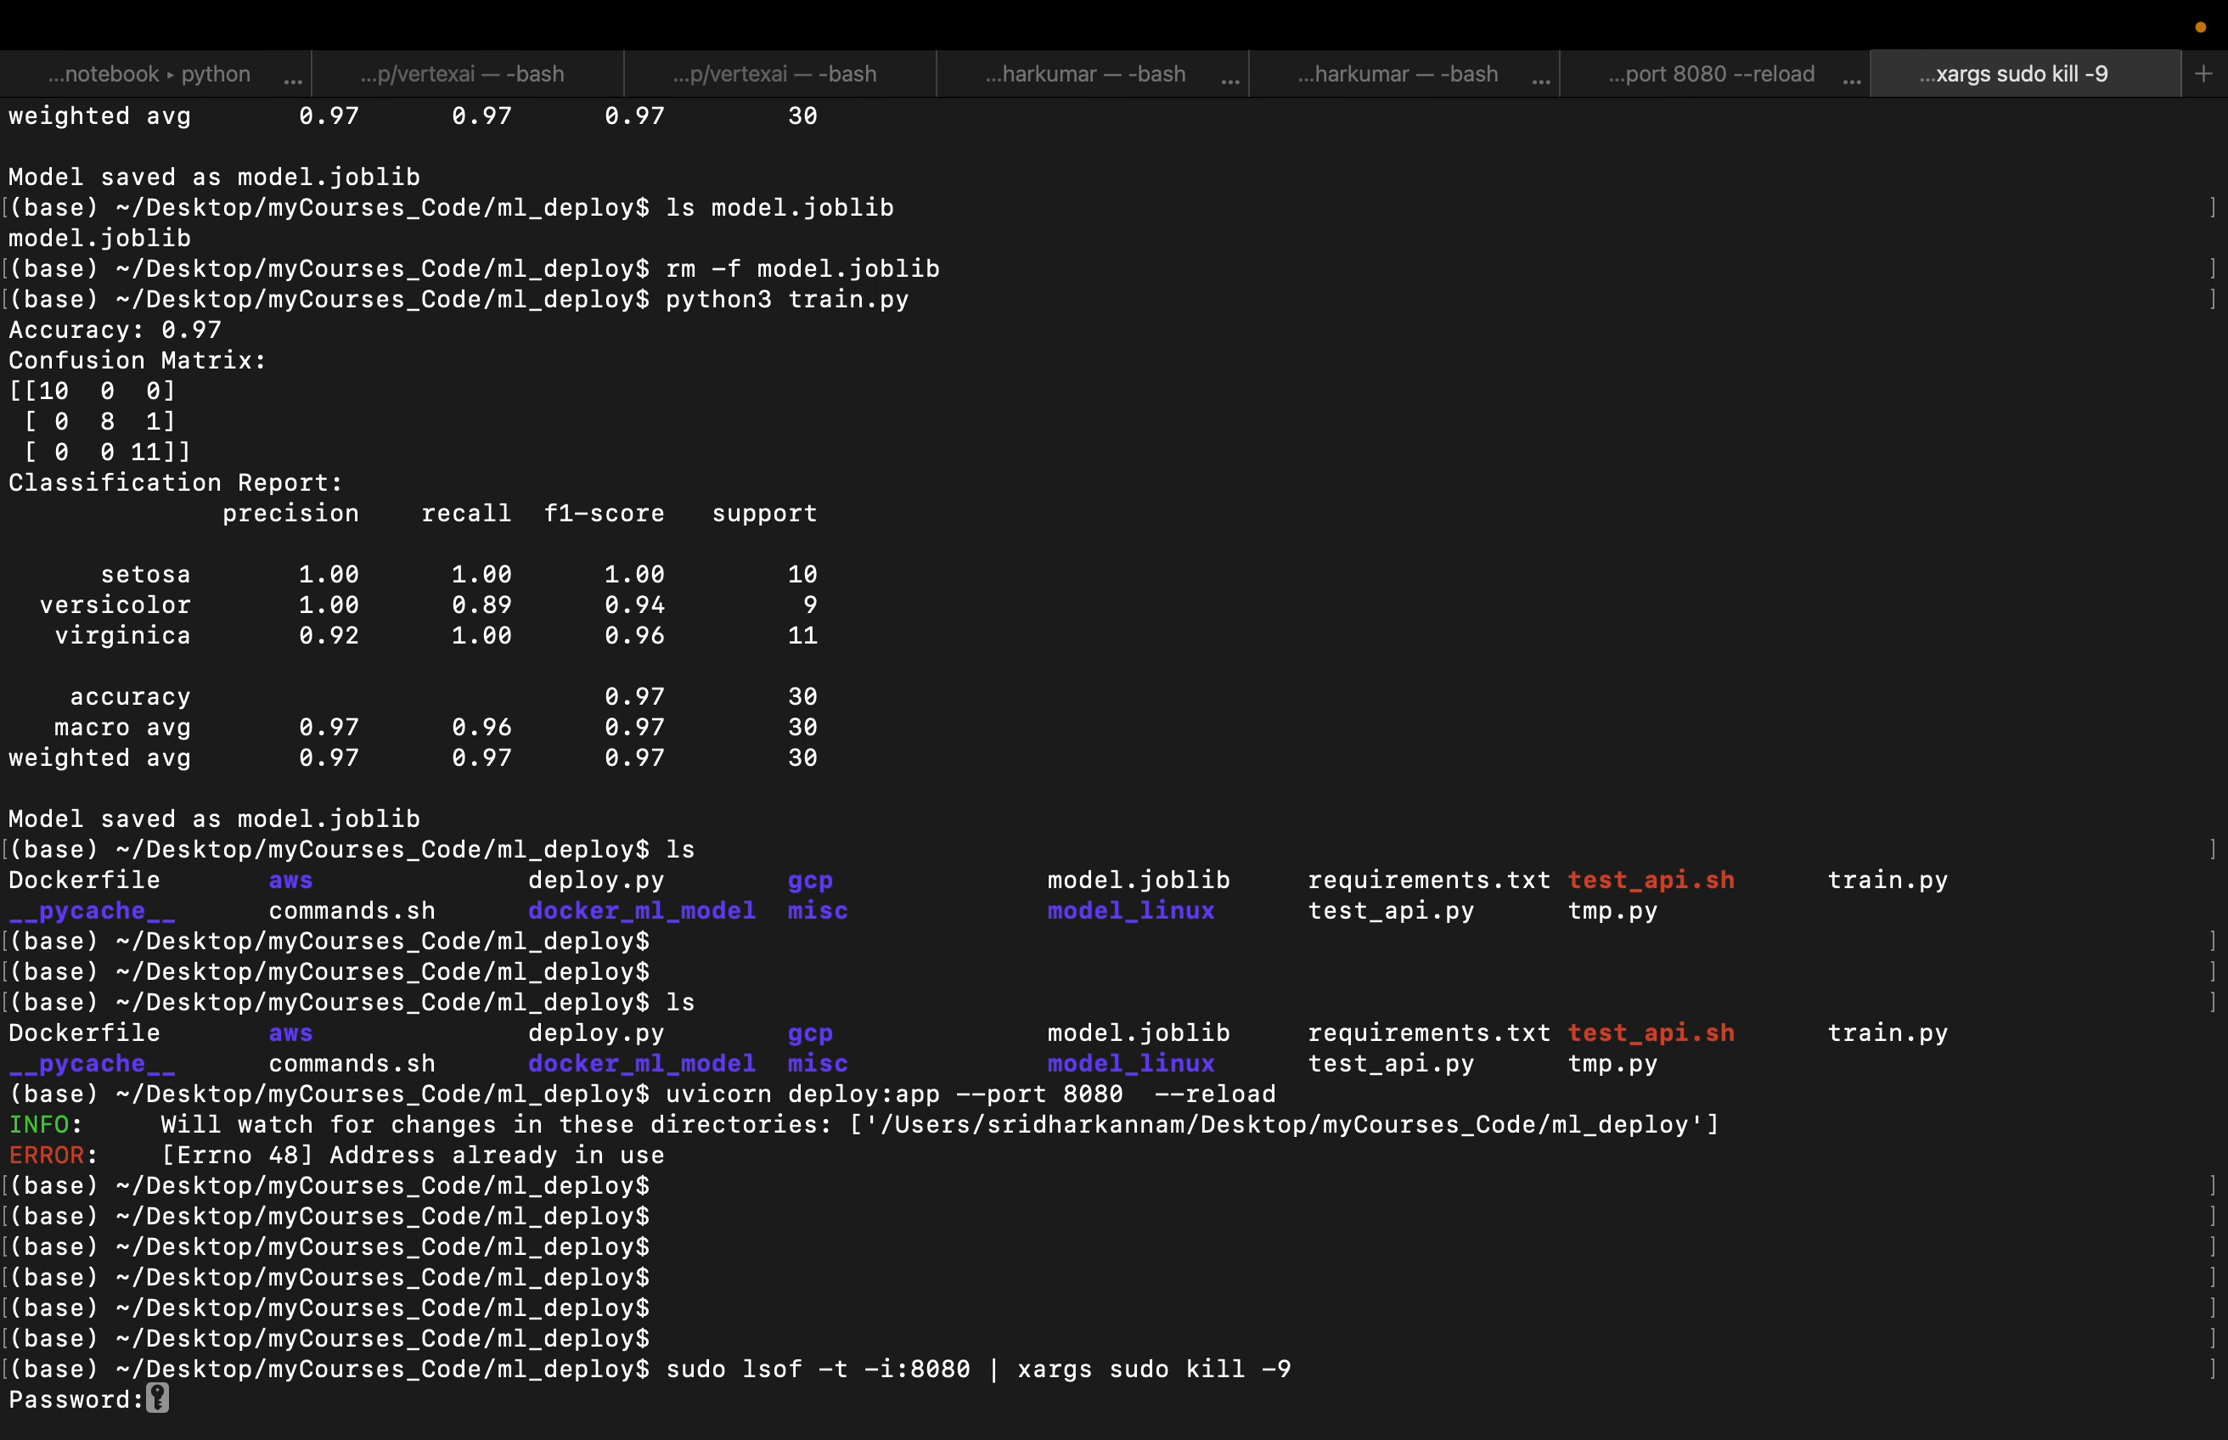 ...notebook ▸ python ... ...p/vertexai — -bash ...p/vertexai — -bash ...harkumar — -bash ... ...harkumar — -bash ... ...port 8080 --reload ... ...xargs sudo kill -9 +
weighted avg       0.97      0.97      0.97        30
Model saved as model.joblib
[(base) ~/Desktop/myCourses_Code/ml_deploy$ ls model.joblib ]
model.joblib
[(base) ~/Desktop/myCourses_Code/ml_deploy$ rm -f model.joblib ]
[(base) ~/Desktop/myCourses_Code/ml_deploy$ python3 train.py ]
Accuracy: 0.97
Confusion Matrix:
[[10  0  0]
 [ 0  8  1]
 [ 0  0 11]]
Classification Report:
              precision    recall  f1-score   support
      setosa       1.00      1.00      1.00        10
  versicolor       1.00      0.89      0.94         9
   virginica       0.92      1.00      0.96        11
    accuracy                           0.97        30
   macro avg       0.97      0.96      0.97        30
weighted avg       0.97      0.97      0.97        30
Model saved as model.joblib
[(base) ~/Desktop/myCourses_Code/ml_deploy$ ls ]
Dockerfile       aws              deploy.py        gcp              model.joblib     requirements.txt test_api.sh      train.py
__pycache__      commands.sh      docker_ml_model  misc             model_linux      test_api.py      tmp.py
[(base) ~/Desktop/myCourses_Code/ml_deploy$ ]
[(base) ~/Desktop/myCourses_Code/ml_deploy$ ]
[(base) ~/Desktop/myCourses_Code/ml_deploy$ ls ]
Dockerfile       aws              deploy.py        gcp              model.joblib     requirements.txt test_api.sh      train.py
__pycache__      commands.sh      docker_ml_model  misc             model_linux      test_api.py      tmp.py
(base) ~/Desktop/myCourses_Code/ml_deploy$ uvicorn deploy:app --port 8080  --reload
INFO:     Will watch for changes in these directories: ['/Users/sridharkannam/Desktop/myCourses_Code/ml_deploy']
ERROR:    [Errno 48] Address already in use
[(base) ~/Desktop/myCourses_Code/ml_deploy$ ]
[(base) ~/Desktop/myCourses_Code/ml_deploy$ ]
[(base) ~/Desktop/myCourses_Code/ml_deploy$ ]
[(base) ~/Desktop/myCourses_Code/ml_deploy$ ]
[(base) ~/Desktop/myCourses_Code/ml_deploy$ ]
[(base) ~/Desktop/myCourses_Code/ml_deploy$ ]
[(base) ~/Desktop/myCourses_Code/ml_deploy$ sudo lsof -t -i:8080 | xargs sudo kill -9 ]
Password: